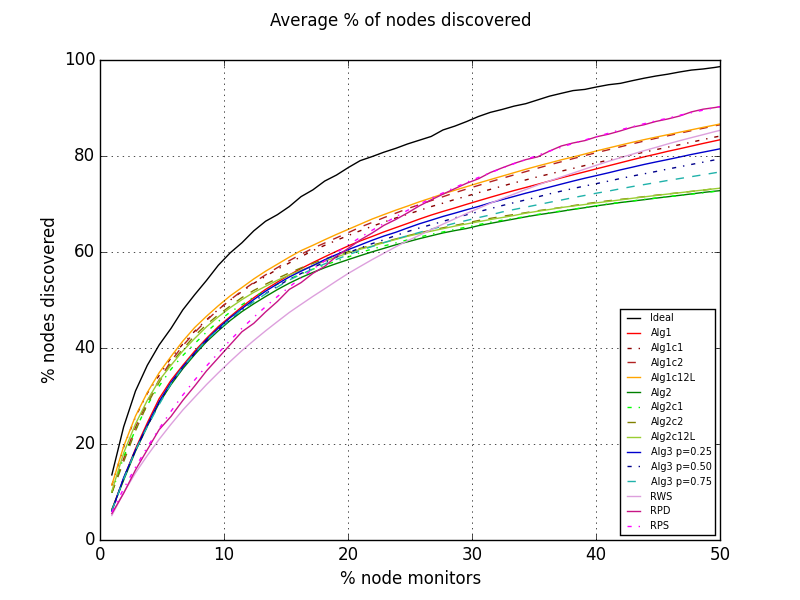 Average % of nodes discovered
% nodes discovered
100
80
60
40
20
0
0 10 20 30 40 50
% node monitors
Ideal
Alg1
Alg1c1
Alg1c2
Alg1c12L
Alg2
Alg2c1
Alg2c2
Alg2c12L
Alg3 p=0.25
Alg3 p=0.50
Alg3 p=0.75
RWS
RPD
RPS